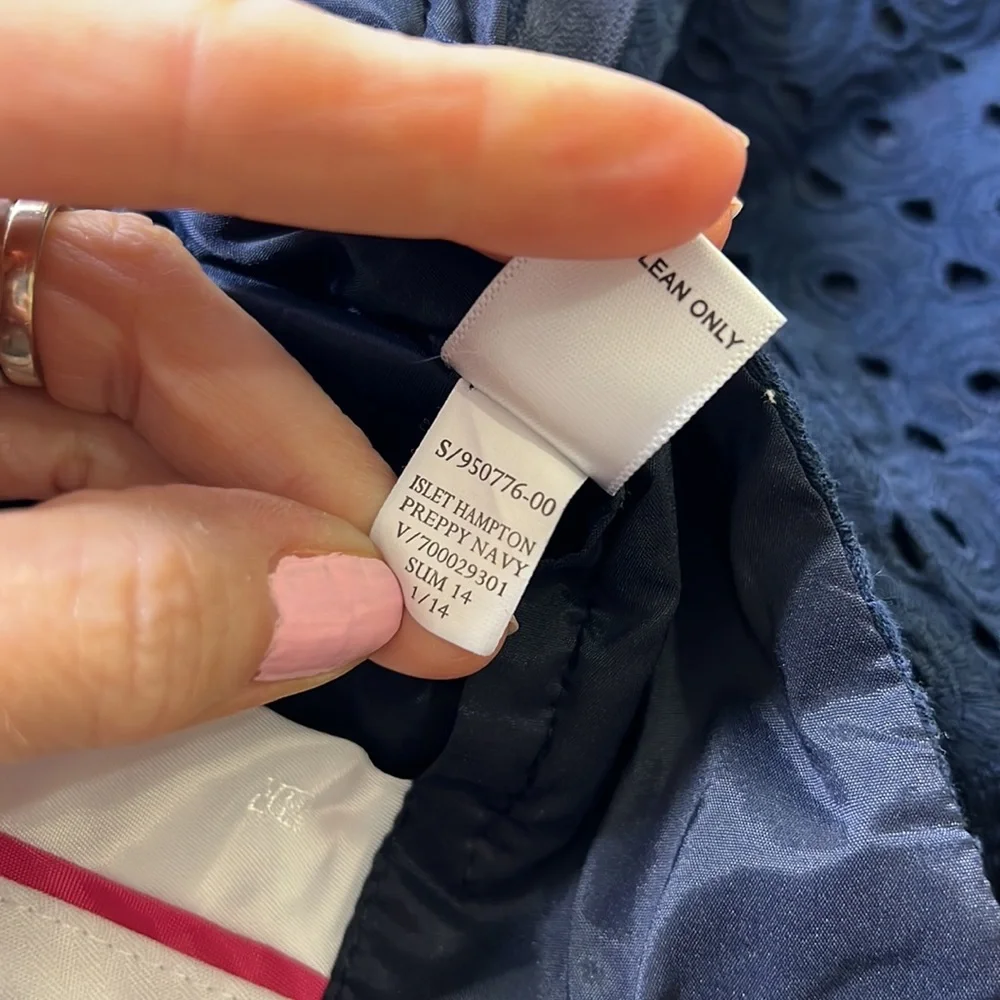 LEAN ONLY
S/950776-00
ISLET HAMPTON
PREPPY NAVY
V/700029301
SUM 14
1/14